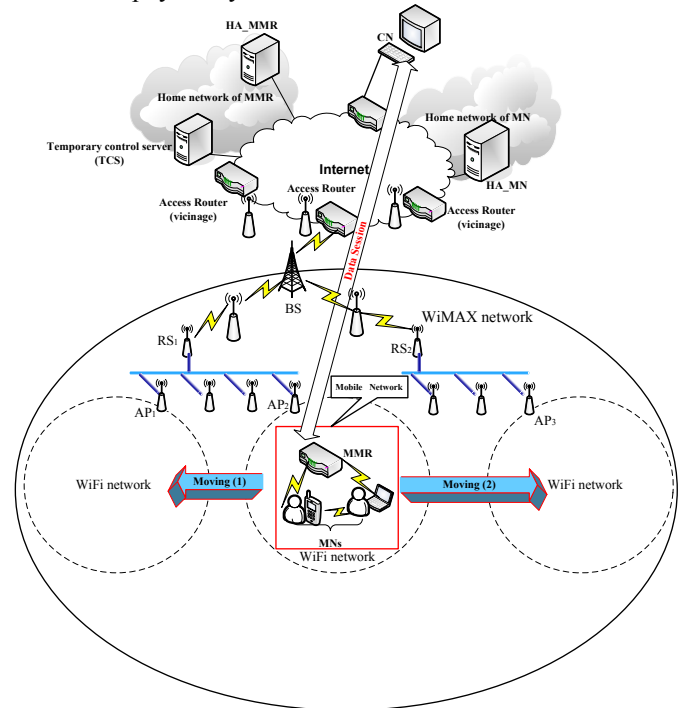 HA_MMR
CN
Home network of MMR
Home network of MN
Temporary control server
(TCS)
Internet
Access Router
HA_MN
Access Router
(vicinage)
Access Router
(vicinage)
Data Session
BS
WiMAX network
RS1
RS2
Mobile Network
AP1
AP2
AP3
MMR
WiFi network
Moving (1)
Moving (2)
WiFi network
MNs
WiFi network